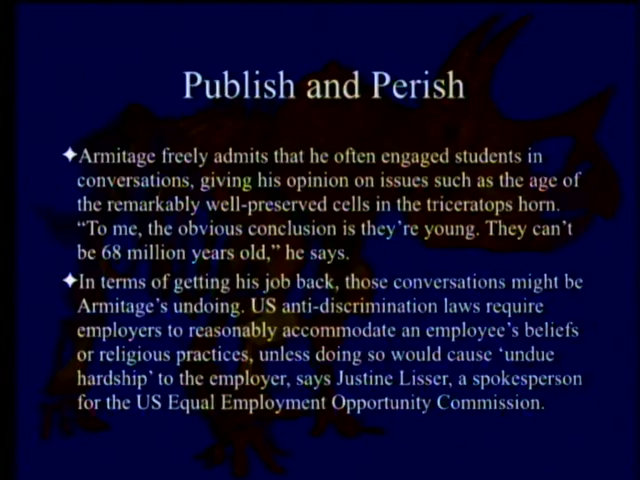 Publish and Perish
✦Armitage freely admits that he often engaged students in
conversations, giving his opinion on issues such as the age of
the remarkably well-preserved cells in the triceratops horn.
“To me, the obvious conclusion is they’re young. They can’t
be 68 million years old,” he says.
✦In terms of getting his job back, those conversations might be
Armitage’s undoing. US anti-discrimination laws require
employers to reasonably accommodate an employee’s beliefs
or religious practices, unless doing so would cause ‘undue
hardship’ to the employer, says Justine Lisser, a spokesperson
for the US Equal Employment Opportunity Commission.